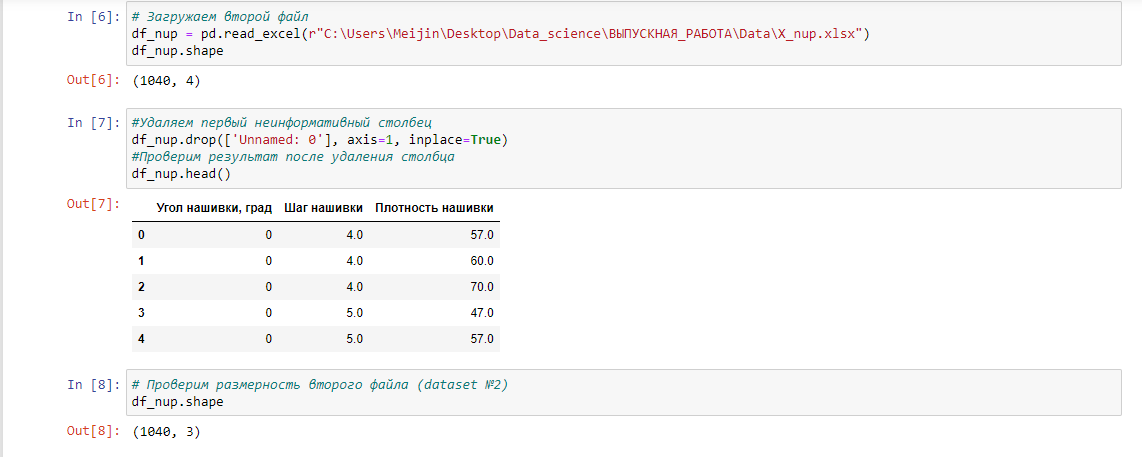 In [6]: # Загружаем второй файл
df_nup = pd.read_excel(r"C:\Users\Meijin\Desktop\Data_science\ВЫПУСКНАЯ_РАБОТА\Data\X_nup.xlsx")
df_nup.shape
Out[6]: (1040, 4)
In [7]: #Удаляем первый неинформативный столбец
df_nup.drop(['Unnamed: 0'], axis=1, inplace=True)
#Проверим результат после удаления столбца
df_nup.head()
Out[7]:
Угол нашивки, град Шаг нашивки Плотность нашивки
0 0 4.0 57.0
1 0 4.0 60.0
2 0 4.0 70.0
3 0 5.0 47.0
4 0 5.0 57.0
In [8]: # Проверим размерность второго файла (dataset №2)
df_nup.shape
Out[8]: (1040, 3)